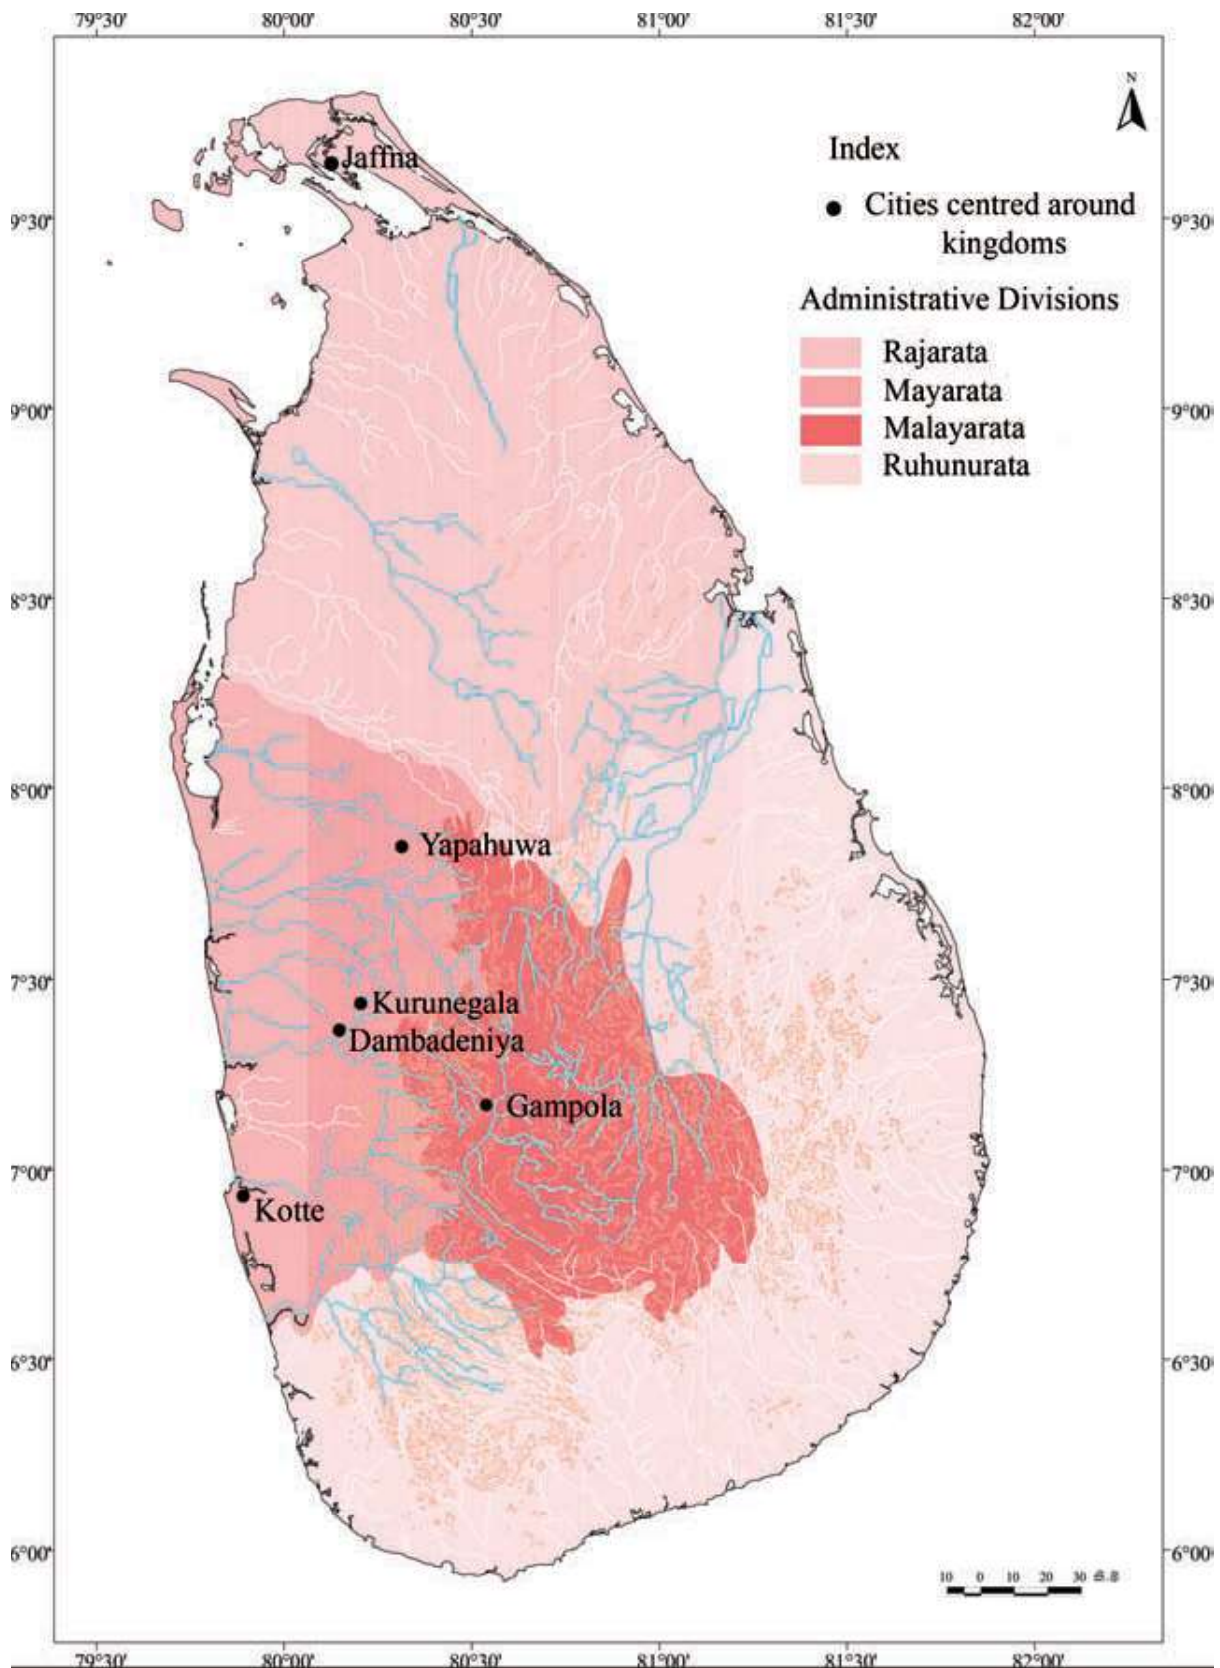 79°30' 80°00' 80°30' 81°00' 81°30' 82°00'
N
Index
Jaffna
Cities centred around
kingdoms
9°30' 9°30'
Administrative Divisions
Rajarata
Mayarata
9°00' 9°00'
Malayarata
Ruhunurata
8°30' 8°30'
8°00' 8°00'
Yapahuwa
7°30' 7°30'
Kurunegala
Dambadeniya
Gampola
7°00' 7°00'
Kotte
6°30' 6°30'
6°00' 6°00'
10 0 10 20 30
79°30' 80°00' 80°30' 81°00' 81°30' 82°00'